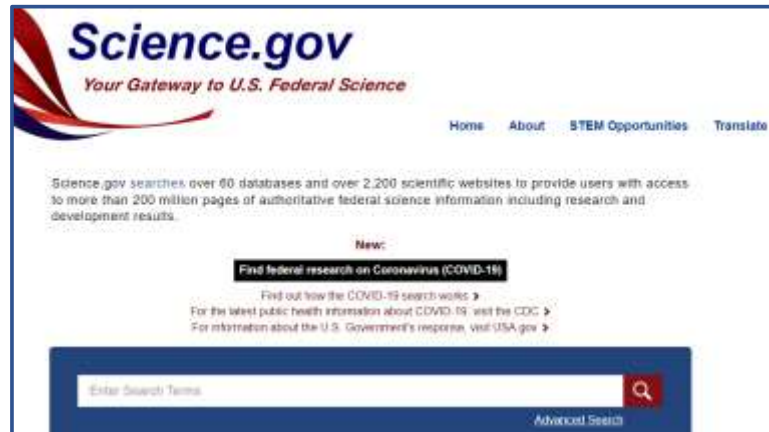 Science.gov
Your Gateway to U.S. Federal Science
Home About STEM Opportunities Translate
Science.gov searches over 60 databases and over 2,200 scientific websites to provide users with access
to more than 200 million pages of authoritative federal science information including research and
development results.
New:
Find federal research on Coronavirus (COVID-19)
Find out how the COVID-19 search works >
For the latest public health information about COVID-19, visit the CDC >
For information about the U.S. Government's response, visit USA.gov >
Enter Search Terms
Advanced Search